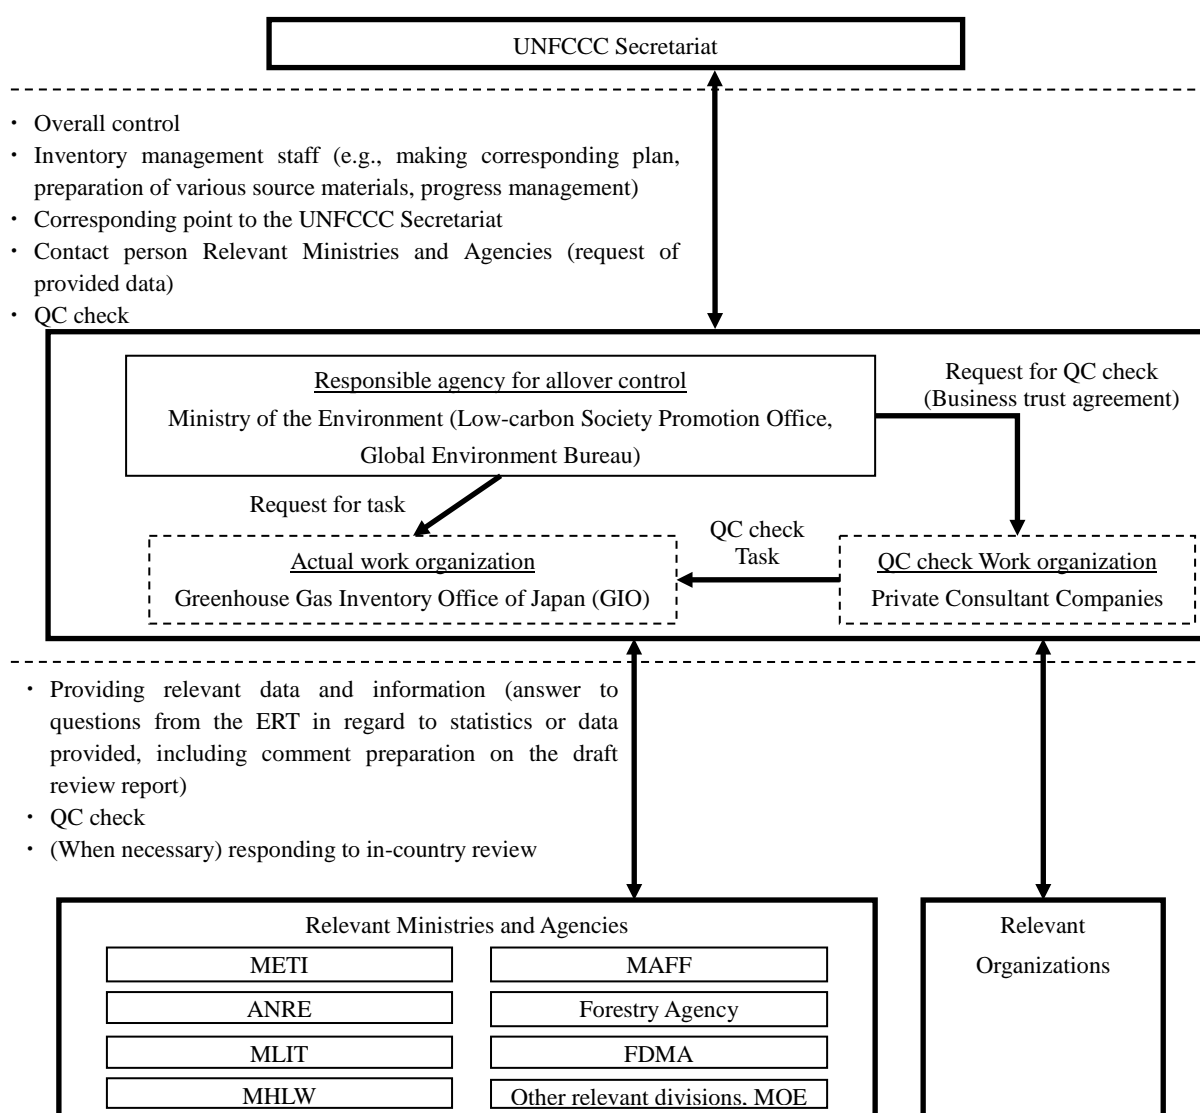 UNFCCC Secretariat
・ Overall control
・ Inventory management staff (e.g., making corresponding plan,
preparation of various source materials, progress management)
・ Corresponding point to the UNFCCC Secretariat
・ Contact person Relevant Ministries and Agencies (request of
provided data)
・ QC check
Responsible agency for allover control
Ministry of the Environment (Low-carbon Society Promotion Office,
Global Environment Bureau)
Request for QC check
(Business trust agreement)
Request for task
QC check
Task
Actual work organization
Greenhouse Gas Inventory Office of Japan (GIO)
QC check Work organization
Private Consultant Companies
・ Providing relevant data and information (answer to
questions from the ERT in regard to statistics or data
provided, including comment preparation on the draft
review report)
・ QC check
・ (When necessary) responding to in-country review
Relevant Ministries and Agencies
METI
MAFF
ANRE
Forestry Agency
MLIT
FDMA
MHLW
Other relevant divisions, MOE
Relevant
Organizations